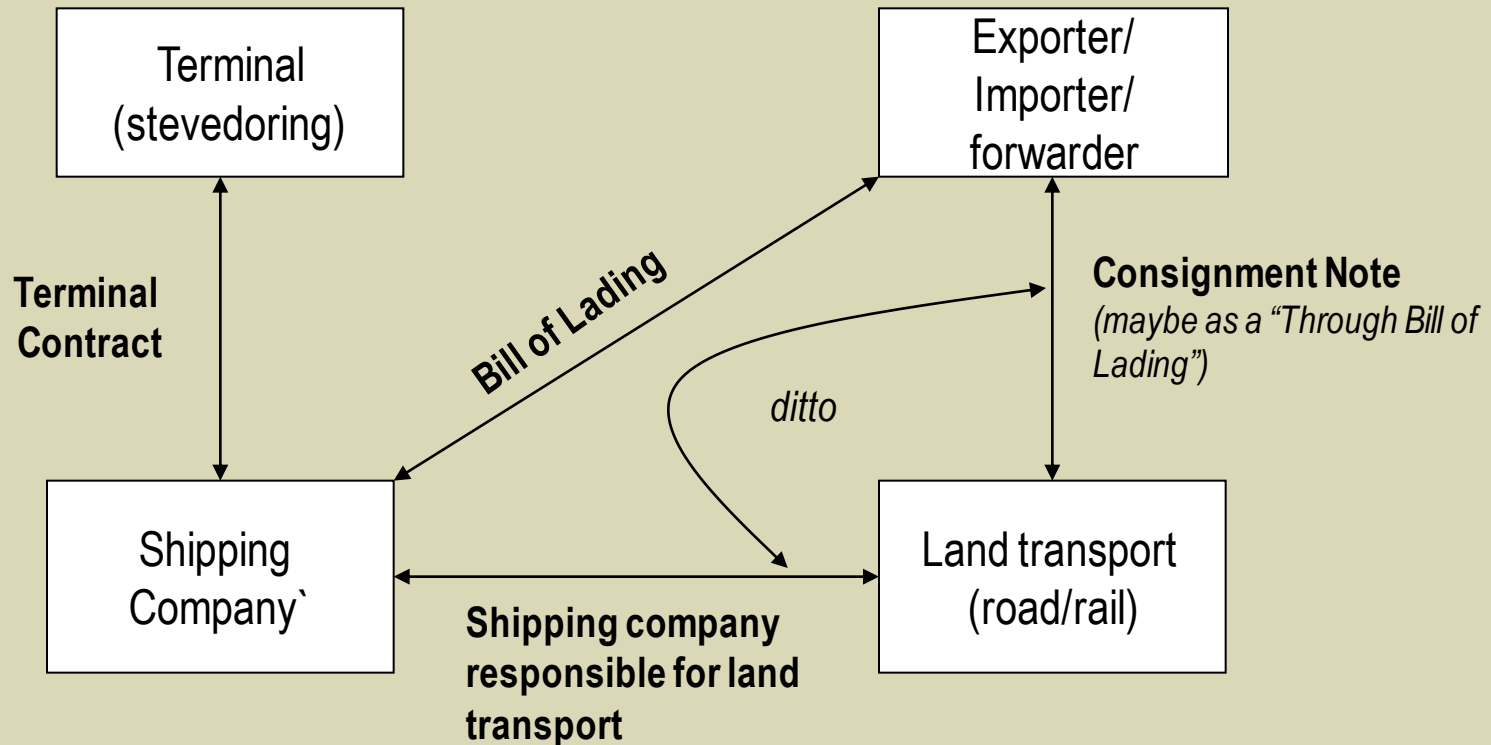 Terminal
(stevedoring)
Exporter/
Importer/
forwarder
Terminal
Contract
Bill of Lading
Consignment Note
(maybe as a “Through Bill of
Lading”)
ditto
Shipping
Company`
Land transport
(road/rail)
Shipping company
responsible for land
transport